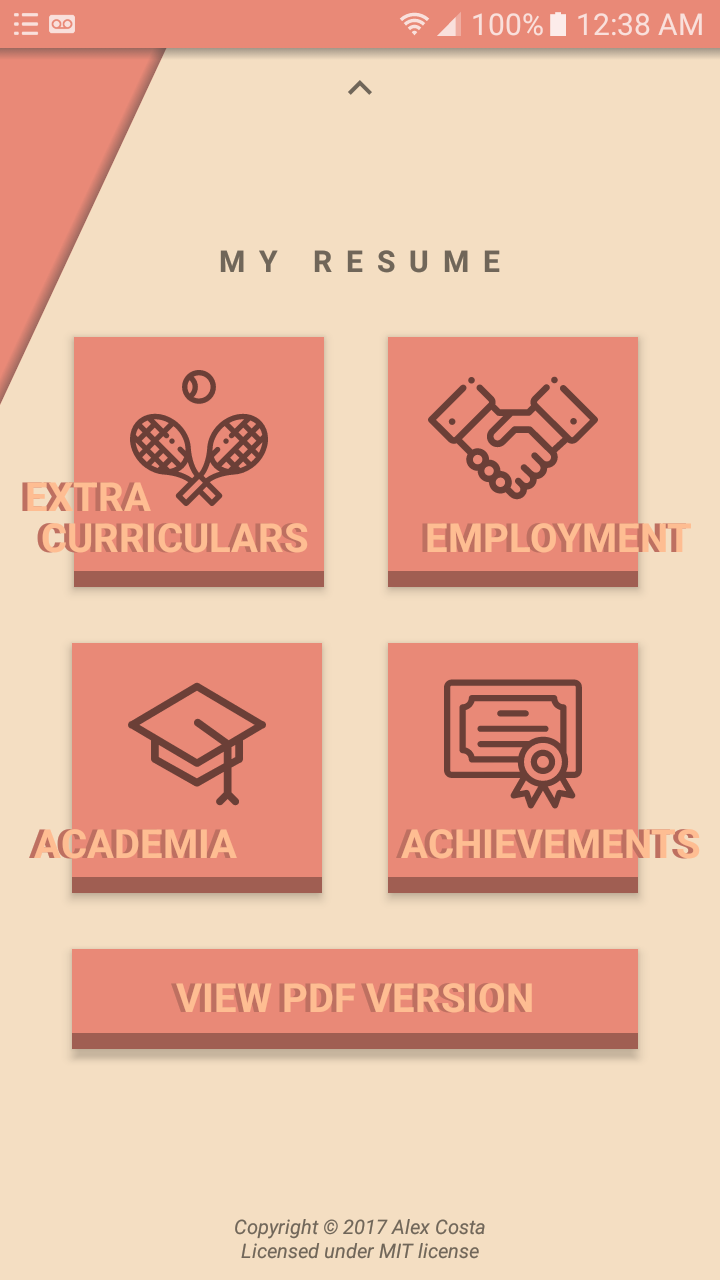 100% 12:38 AM
MY RESUME
EXTRA
CURRICULARS
EMPLOYMENT
ACADEMIA
ACHIEVEMENTS
VIEW PDF VERSION
Copyright © 2017 Alex Costa
Licensed under MIT license